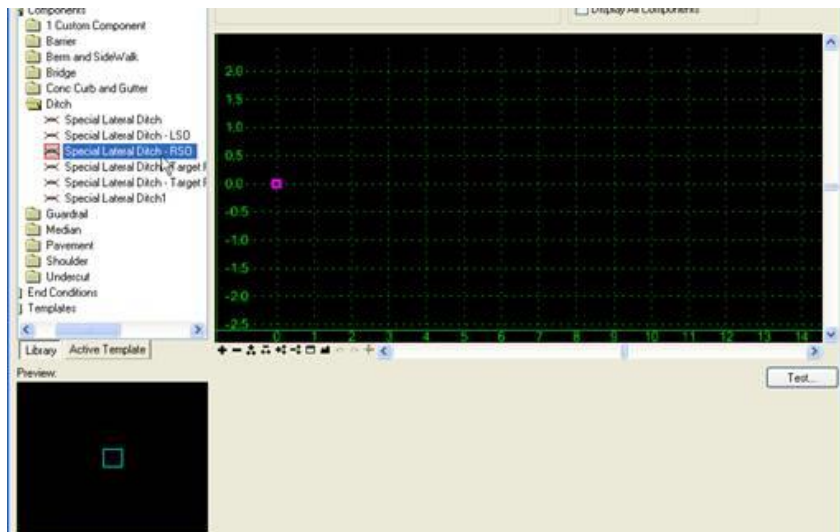 Components
Display All Components
1 Custom Component
Barrier
Berm and SideWalk
Bridge
Conc Curb and Gutter
Ditch
Special Lateral Ditch
Special Lateral Ditch - LSD
Special Lateral Ditch - RSD
Special Lateral Ditch - Target F
Special Lateral Ditch - Target F
Special Lateral Ditch1
Guardrail
Median
Pavement
Shoulder
Undercut
End Conditions
Templates
2.0
1.5
1.0
0.5
0.0
-0.5
-1.0
-1.5
-2.0
-2.5
0 1 2 3 4 5 6 7 8 9 10 11 12 13 14
Library Active Template
Preview:
Test...